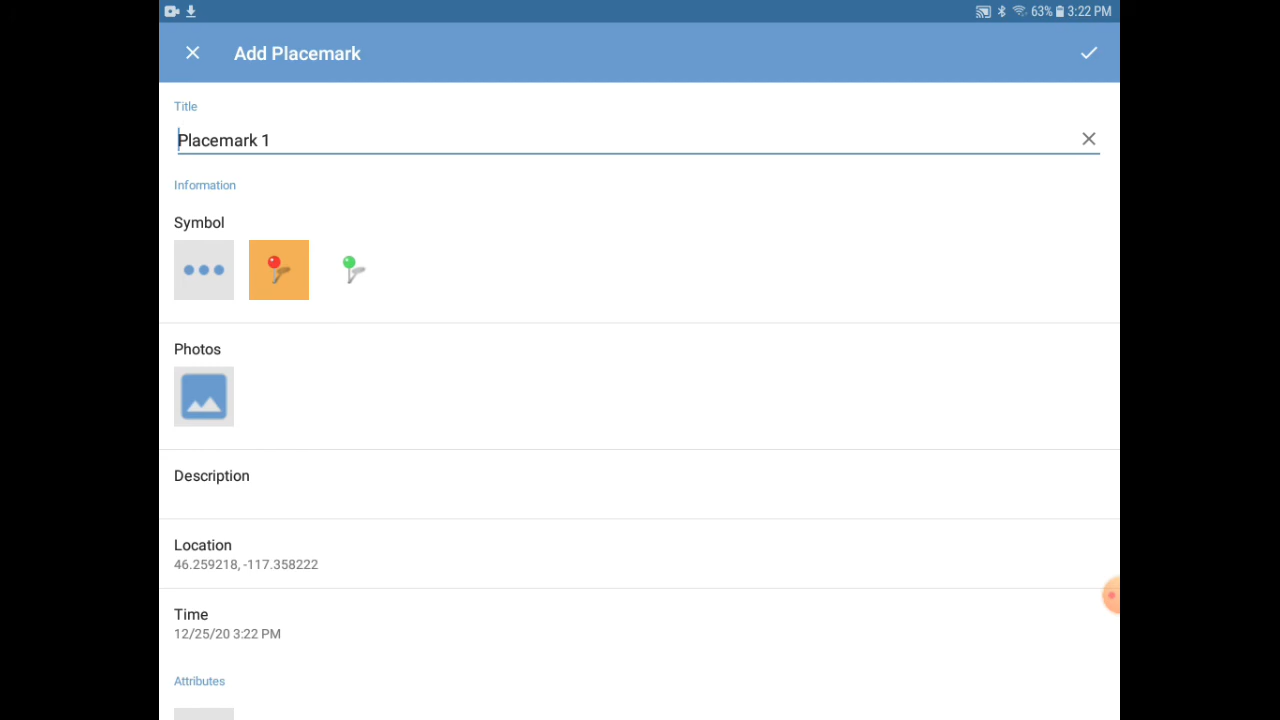 63% 3:22 PM
Add Placemark
Title
Placemark 1
Information
Symbol
Photos
Description
Location
46.259218, -117.358222
Time
12/25/20 3:22 PM
Attributes